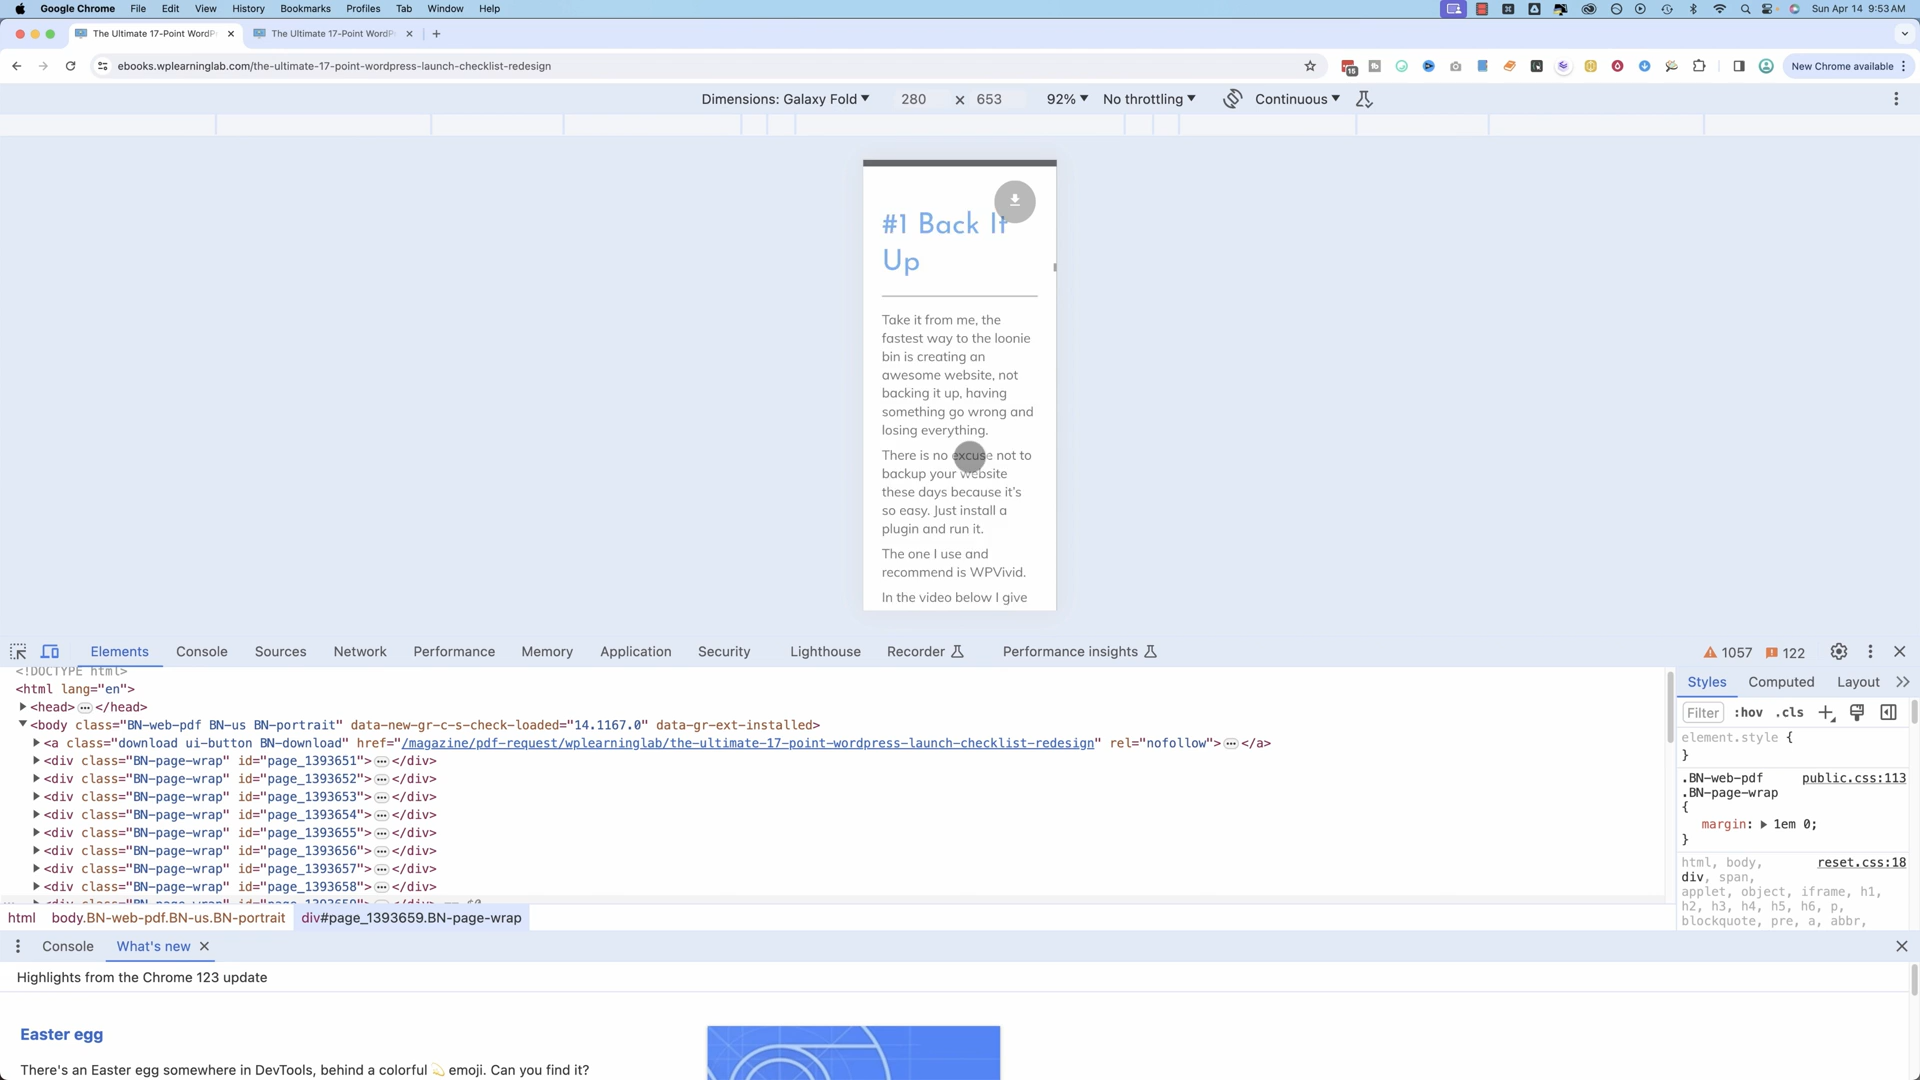 Google Chrome File Edit View History Bookmarks Profiles Tab Window Help Sun Apr 14 9:53 AM
The Ultimate 17-Point WordP The Ultimate 17-Point WordP
ebooks.wplearninglab.com/the-ultimate-17-point-wordpress-launch-checklist-redesign 15 New Chrome available
Dimensions: Galaxy Fold 280 × 653 92% No throttling Continuous
#1 Back It
Up
Take it from me, the
fastest way to the loonie
bin is creating an
awesome website, not
backing it up, having
something go wrong and
losing everything.
There is no excuse not to
backup your website
these days because it's
so easy. Just install a
plugin and run it.
The one I use and
recommend is WPVivid.
In the video below I give
Elements Console Sources Network Performance Memory Application Security Lighthouse Recorder Performance insights 1057 122
<!DOCTYPE html>
<html lang="en">
<head> ••• </head>
<body class="BN-web-pdf BN-us BN-portrait" data-new-gr-c-s-check-loaded="14.1167.0" data-gr-ext-installed>
<a class="download ui-button BN-download" href="/magazine/pdf-request/wplearninglab/the-ultimate-17-point-wordpress-launch-checklist-redesign" rel="nofollow"> ••• </a>
<div class="BN-page-wrap" id="page_1393651"> ••• </div>
<div class="BN-page-wrap" id="page_1393652"> ••• </div>
<div class="BN-page-wrap" id="page_1393653"> ••• </div>
<div class="BN-page-wrap" id="page_1393654"> ••• </div>
<div class="BN-page-wrap" id="page_1393655"> ••• </div>
<div class="BN-page-wrap" id="page_1393656"> ••• </div>
<div class="BN-page-wrap" id="page_1393657"> ••• </div>
<div class="BN-page-wrap" id="page_1393658"> ••• </div>
html body.BN-web-pdf.BN-us.BN-portrait div#page_1393659.BN-page-wrap
Styles Computed Layout
Filter :hov .cls
element.style {
}
.BN-web-pdf public.css:113
.BN-page-wrap
{
margin: 1em 0;
}
html, body, reset.css:18
div, span,
applet, object, iframe, h1,
h2, h3, h4, h5, h6, p,
blockquote, pre, a, abbr,
Console What's new
Highlights from the Chrome 123 update
Easter egg
There's an Easter egg somewhere in DevTools, behind a colorful 💫 emoji. Can you find it?